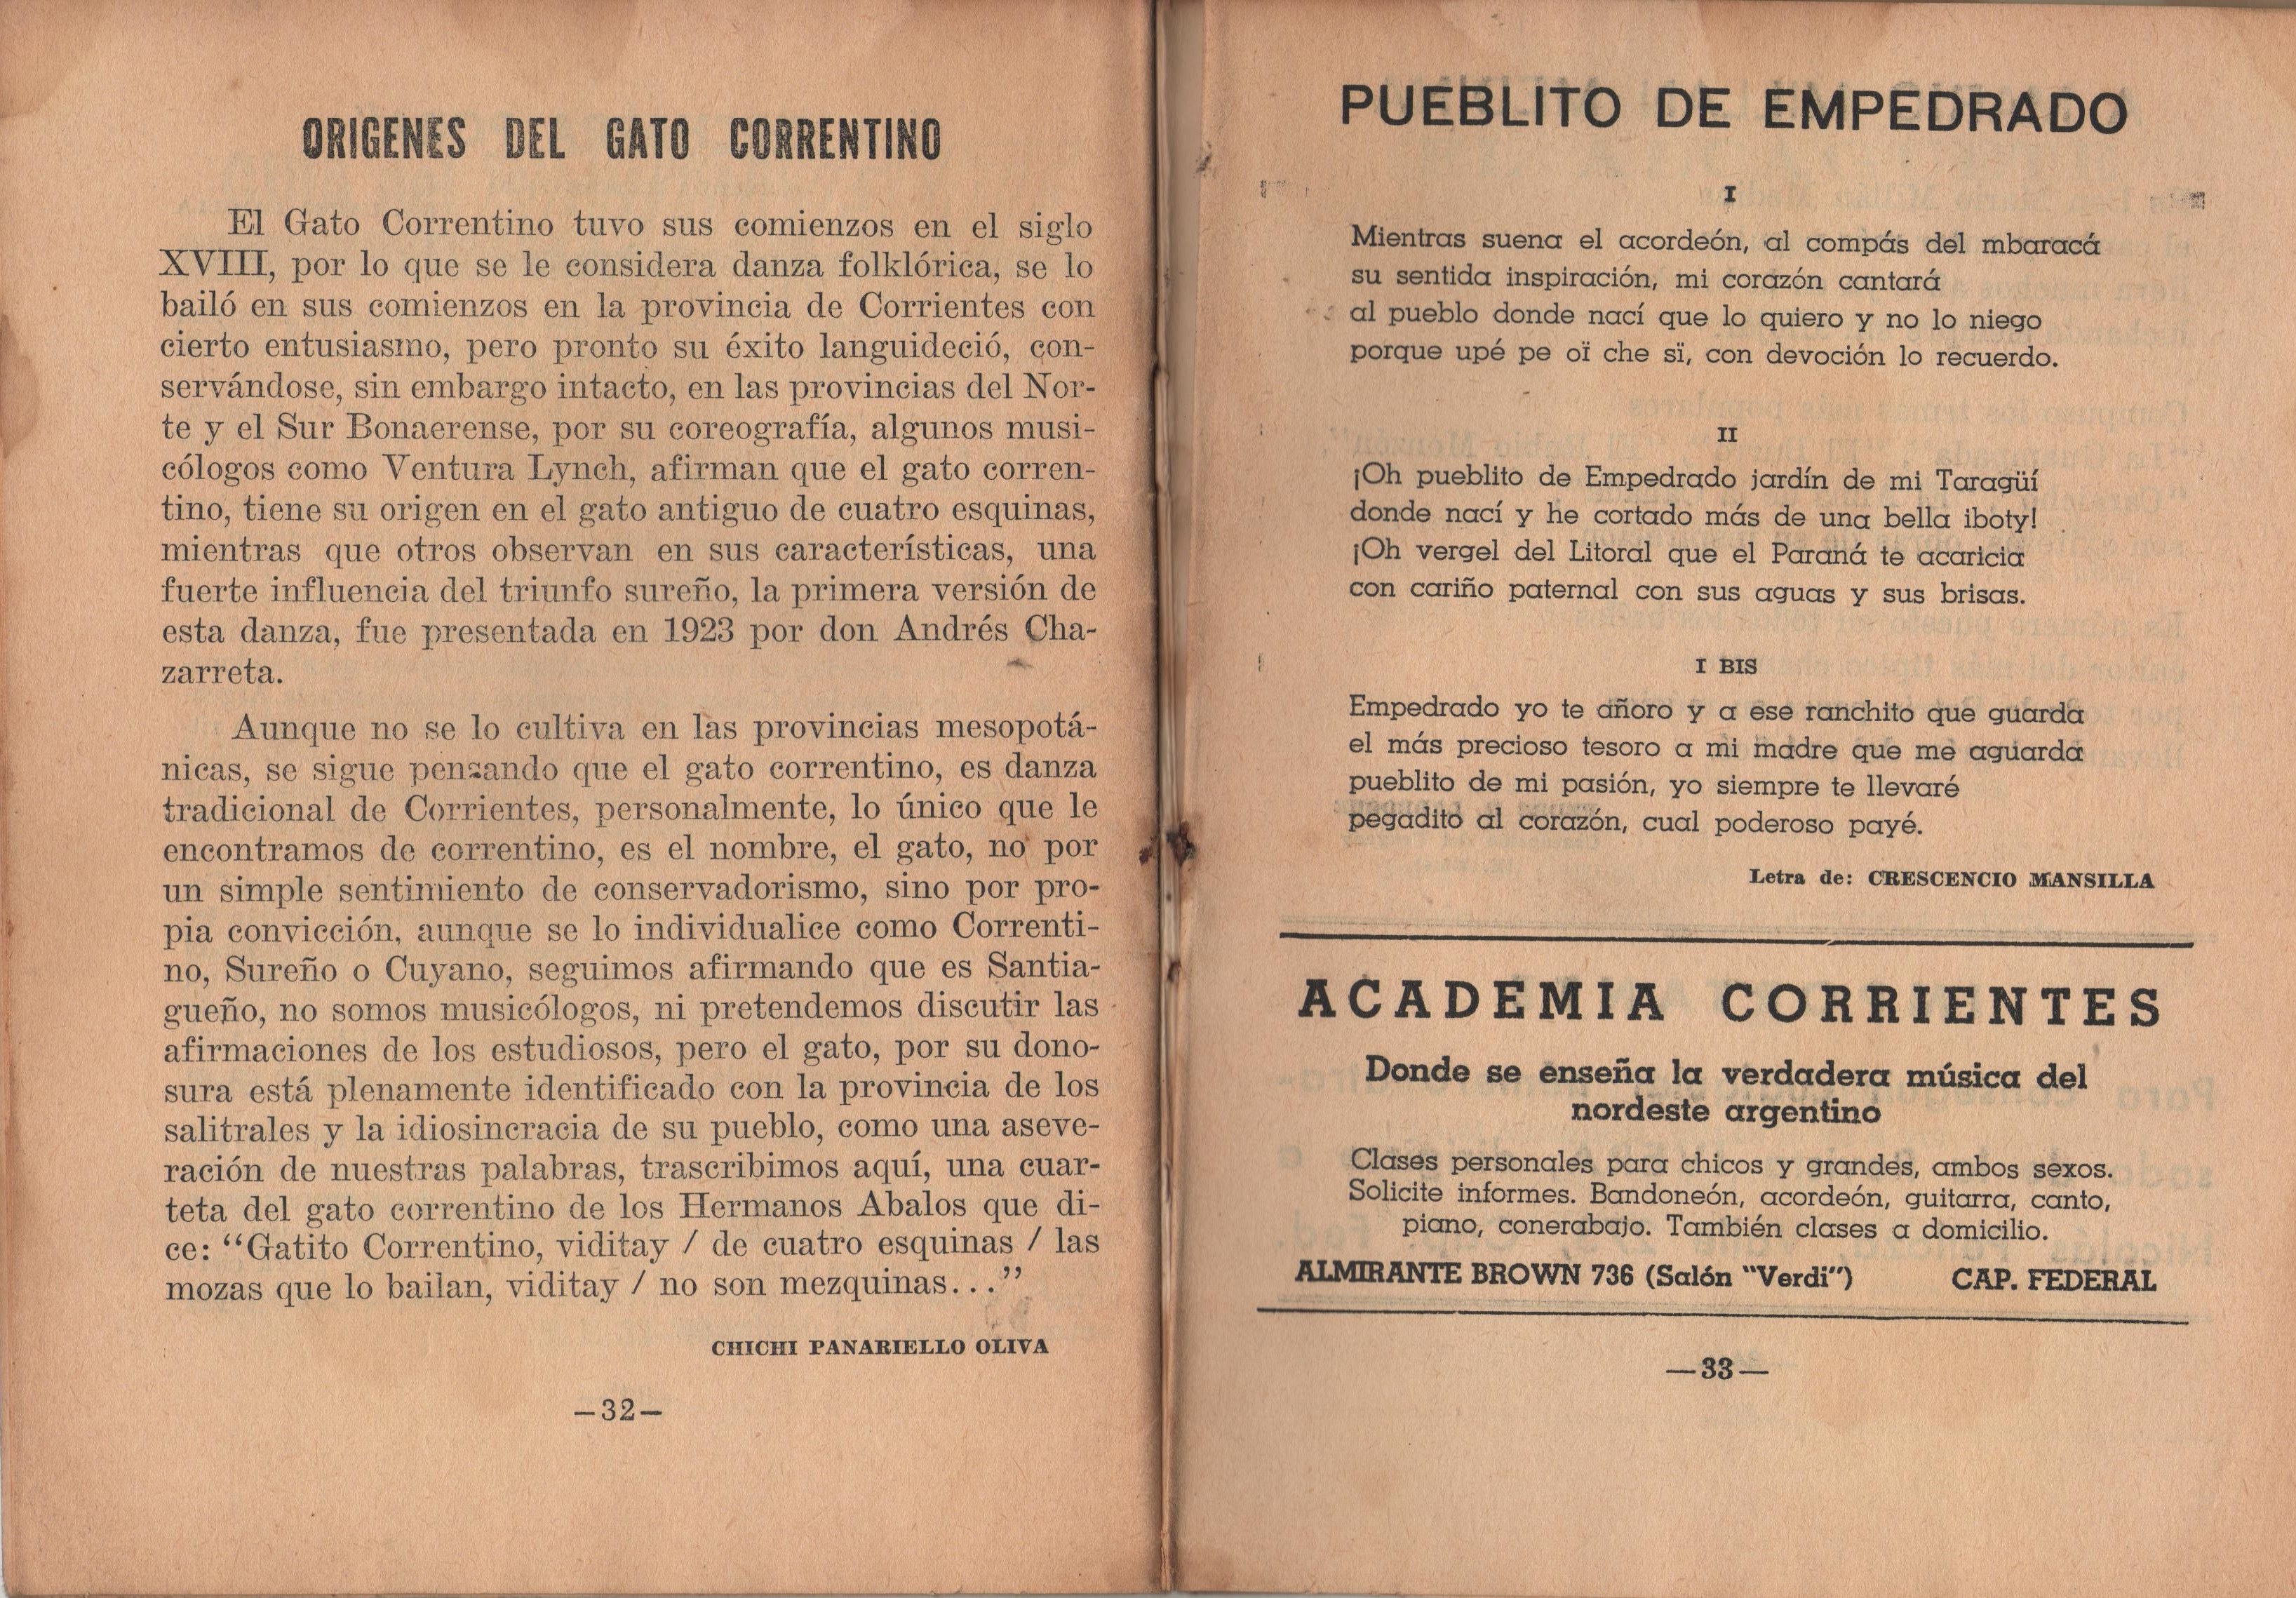 ORIGENES DEL GATO CORRENTINO
El Gato Correntino tuvo sus comienzos en el siglo
XVIII, por lo que se le considera danza folklórica, se lo
bailó en sus comienzos en la provincia de Corrientes con
cierto entusiasmo, pero pronto su éxito languideció, con-
servándose, sin embargo intacto, en las provincias del Nor-
te y el Sur Bonaerense, por su coreografía, algunos musi-
cólogos como Ventura Lynch, afirman que el gato corren-
tino, tiene su origen en el gato antiguo de cuatro esquinas,
mientras que otros observan en sus características, una
fuerte influencia del triunfo sureño, la primera versión de
esta danza, fue presentada en 1923 por don Andrés Cha-
zarreta.
Aunque no se lo cultiva en las provincias mesopotá-
nicas, se sigue pensando que el gato correntino, es danza
tradicional de Corrientes, personalmente, lo único que le
encontramos de correntino, es el nombre, el gato, no por
un simple sentimiento de conservadorismo, sino por pro-
pia convicción, aunque se lo individualice como Correnti-
no, Sureño o Cuyano, seguimos afirmando que es Santia-
gueño, no somos musicólogos, ni pretendemos discutir las
afirmaciones de los estudiosos, pero el gato, por su dono-
sura está plenamente identificado con la provincia de los
salitrales y la idiosincracia de su pueblo, como una aseve-
ración de nuestras palabras, trascribimos aquí, una cuar-
teta del gato correntino de los Hermanos Abalos que di-
ce: “Gatito Correntino, viditay / de cuatro esquinas / las
mozas que lo bailan, viditay / no son mezquinas...”
CHICHI PANARIELLO OLIVA
—32—
PUEBLITO DE EMPEDRADO
I
Mientras suena el acordeón, al compás del mbaracá
su sentida inspiración, mi corazón cantará
al pueblo donde nací que lo quiero y no lo niego
porque upé pe oï che sï, con devoción lo recuerdo.
II
¡Oh pueblito de Empedrado jardín de mi Taragüí
donde nací y he cortado más de una bella iboty!
¡Oh vergel del Litoral que el Paraná te acaricia
con cariño paternal con sus aguas y sus brisas.
I BIS
Empedrado yo te añoro y a ese ranchito que guarda
el más precioso tesoro a mi madre que me aguarda
pueblito de mi pasión, yo siempre te llevaré
pegadito al corazón, cual poderoso payé.
Letra de: CRESCENCIO MANSILLA
ACADEMIA CORRIENTES
Donde se enseña la verdadera música del
nordeste argentino
Clases personales para chicos y grandes, ambos sexos.
Solicite informes. Bandoneón, acordeón, guitarra, canto,
piano, conerabajo. También clases a domicilio.
ALMIRANTE BROWN 736 (Salón "Verdi") CAP. FEDERAL
—33—